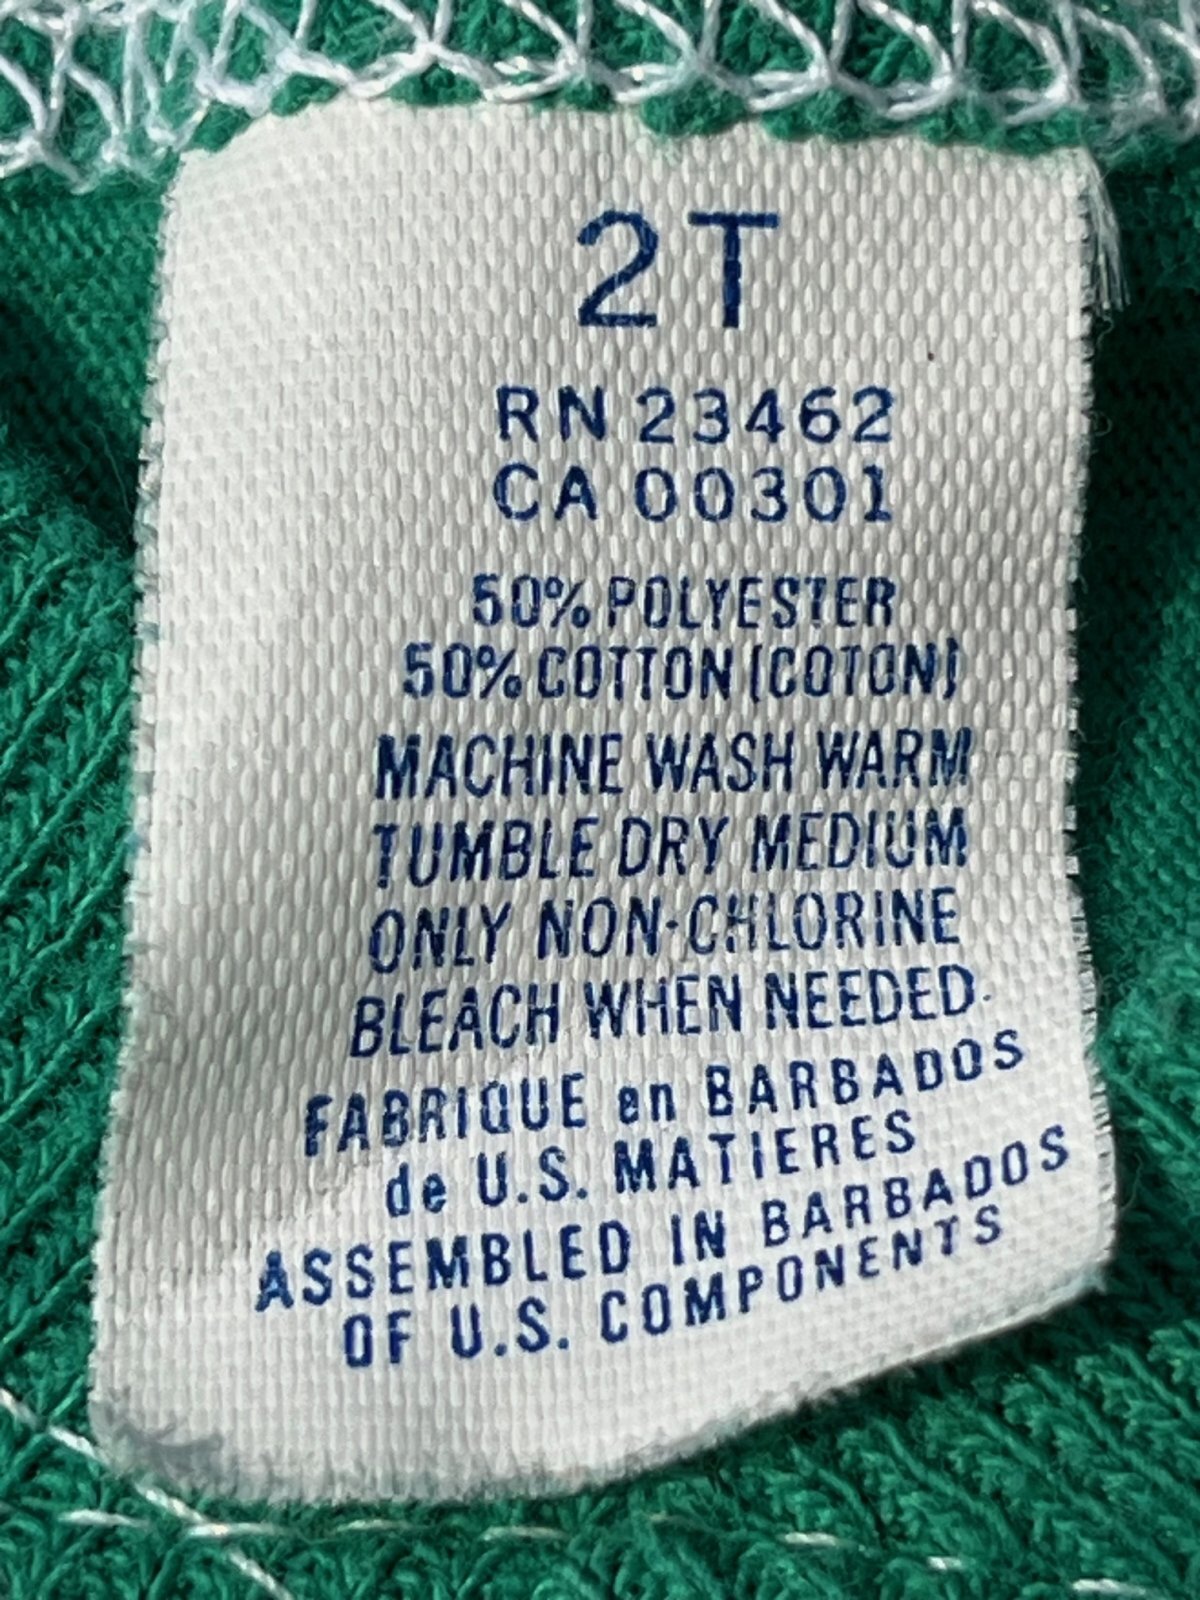 2T
RN 23462
CA 00301
50% POLYESTER
50% COTTON (COTON)
MACHINE WASH WARM
TUMBLE DRY MEDIUM
ONLY NON-CHLORINE
BLEACH WHEN NEEDED.
FABRIQUE en BARBADOS
de U.S. MATIERES
ASSEMBLED IN BARBADOS
OF U.S. COMPONENTS